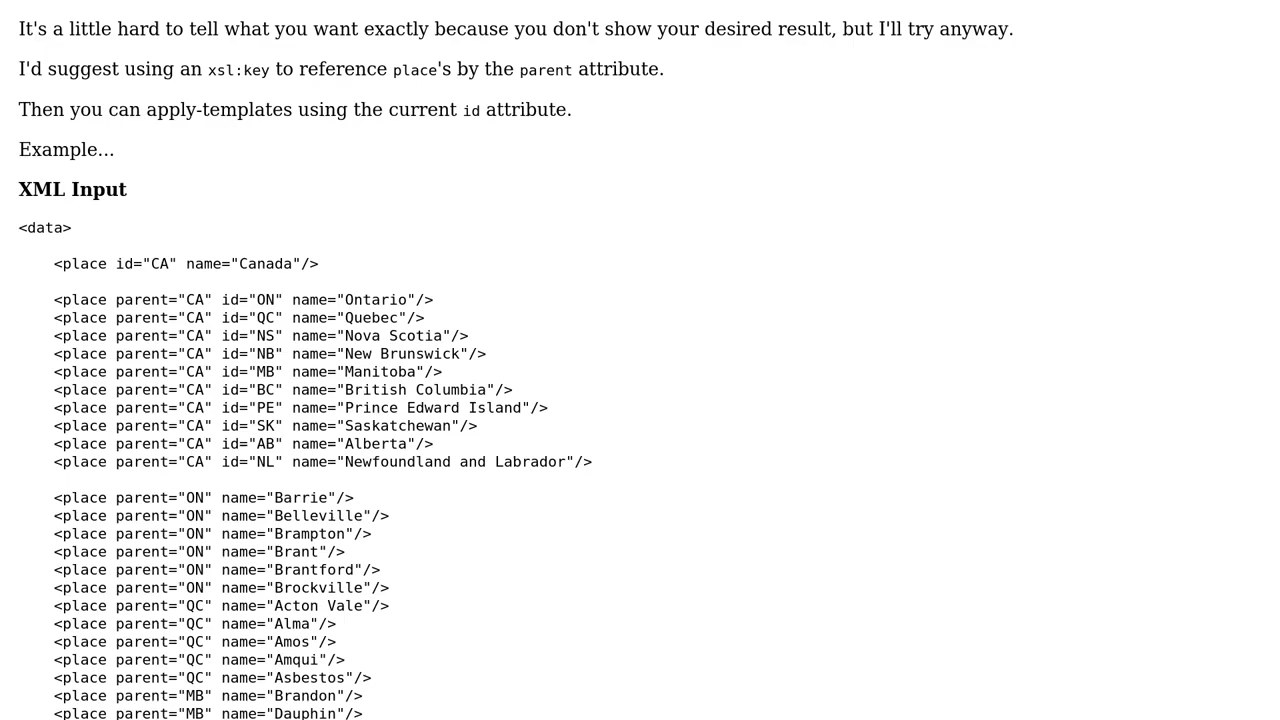 It's a little hard to tell what you want exactly because you don't show your desired result, but I'll try anyway.
I'd suggest using an xsl:key to reference place's by the parent attribute.
Then you can apply-templates using the current id attribute.
Example...
XML Input
<data>
    <place id="CA" name="Canada"/>
    <place parent="CA" id="ON" name="Ontario"/>
    <place parent="CA" id="QC" name="Quebec"/>
    <place parent="CA" id="NS" name="Nova Scotia"/>
    <place parent="CA" id="NB" name="New Brunswick"/>
    <place parent="CA" id="MB" name="Manitoba"/>
    <place parent="CA" id="BC" name="British Columbia"/>
    <place parent="CA" id="PE" name="Prince Edward Island"/>
    <place parent="CA" id="SK" name="Saskatchewan"/>
    <place parent="CA" id="AB" name="Alberta"/>
    <place parent="CA" id="NL" name="Newfoundland and Labrador"/>
    <place parent="ON" name="Barrie"/>
    <place parent="ON" name="Belleville"/>
    <place parent="ON" name="Brampton"/>
    <place parent="ON" name="Brant"/>
    <place parent="ON" name="Brantford"/>
    <place parent="ON" name="Brockville"/>
    <place parent="QC" name="Acton Vale"/>
    <place parent="QC" name="Alma"/>
    <place parent="QC" name="Amos"/>
    <place parent="QC" name="Amqui"/>
    <place parent="QC" name="Asbestos"/>
    <place parent="MB" name="Brandon"/>
    <place parent="MB" name="Dauphin"/>